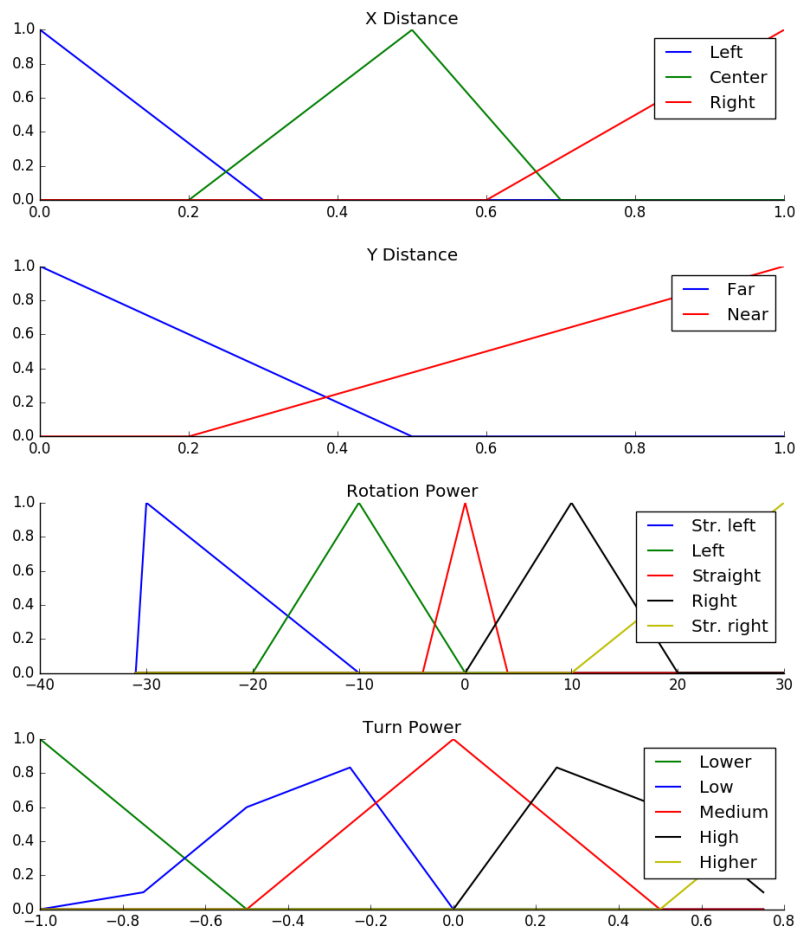 X Distance
1.0
0.8
0.6
0.4
0.2
0.0
0.0 0.2 0.4 0.6 0.8 1.0
Left
Center
Right
Y Distance
1.0
0.8
0.6
0.4
0.2
0.0
0.0 0.2 0.4 0.6 0.8 1.0
Far
Near
Rotation Power
1.0
0.8
0.6
0.4
0.2
0.0
−40 −30 −20 −10 0 10 20 30
Str. left
Left
Straight
Right
Str. right
Turn Power
1.0
0.8
0.6
0.4
0.2
0.0
−1.0 −0.8 −0.6 −0.4 −0.2 0.0 0.2 0.4 0.6 0.8
Lower
Low
Medium
High
Higher